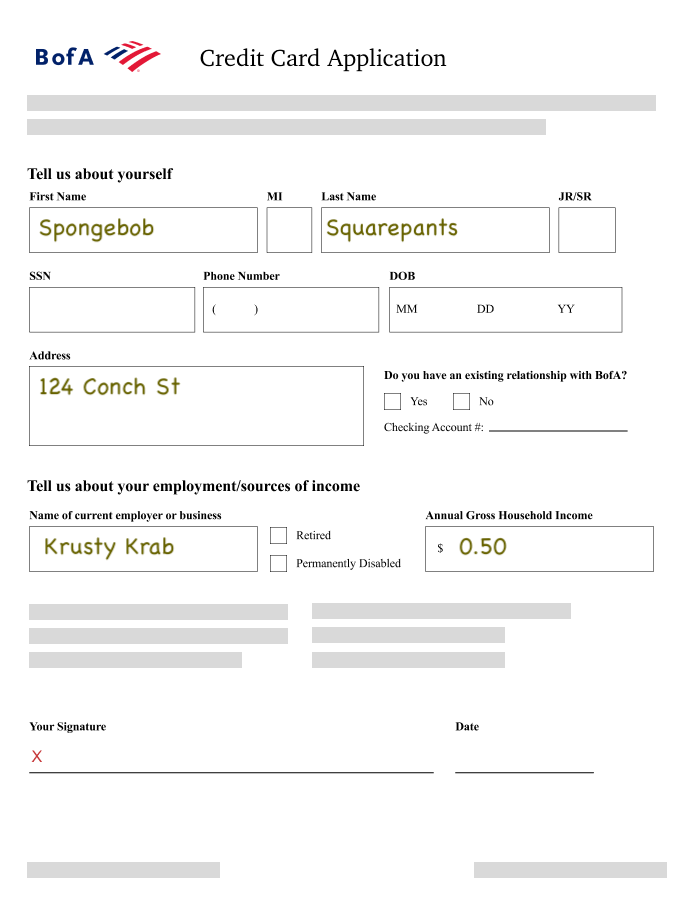 BofA Credit Card Application
Tell us about yourself
First Name MI Last Name JR/SR
Spongebob Squarepants
SSN Phone Number DOB
( ) MM DD YY
Address
124 Conch St
Do you have an existing relationship with BofA?
Yes No
Checking Account #:
Tell us about your employment/sources of income
Name of current employer or business Annual Gross Household Income
Krusty Krab Retired $ 0.50
Permanently Disabled
Your Signature Date
X